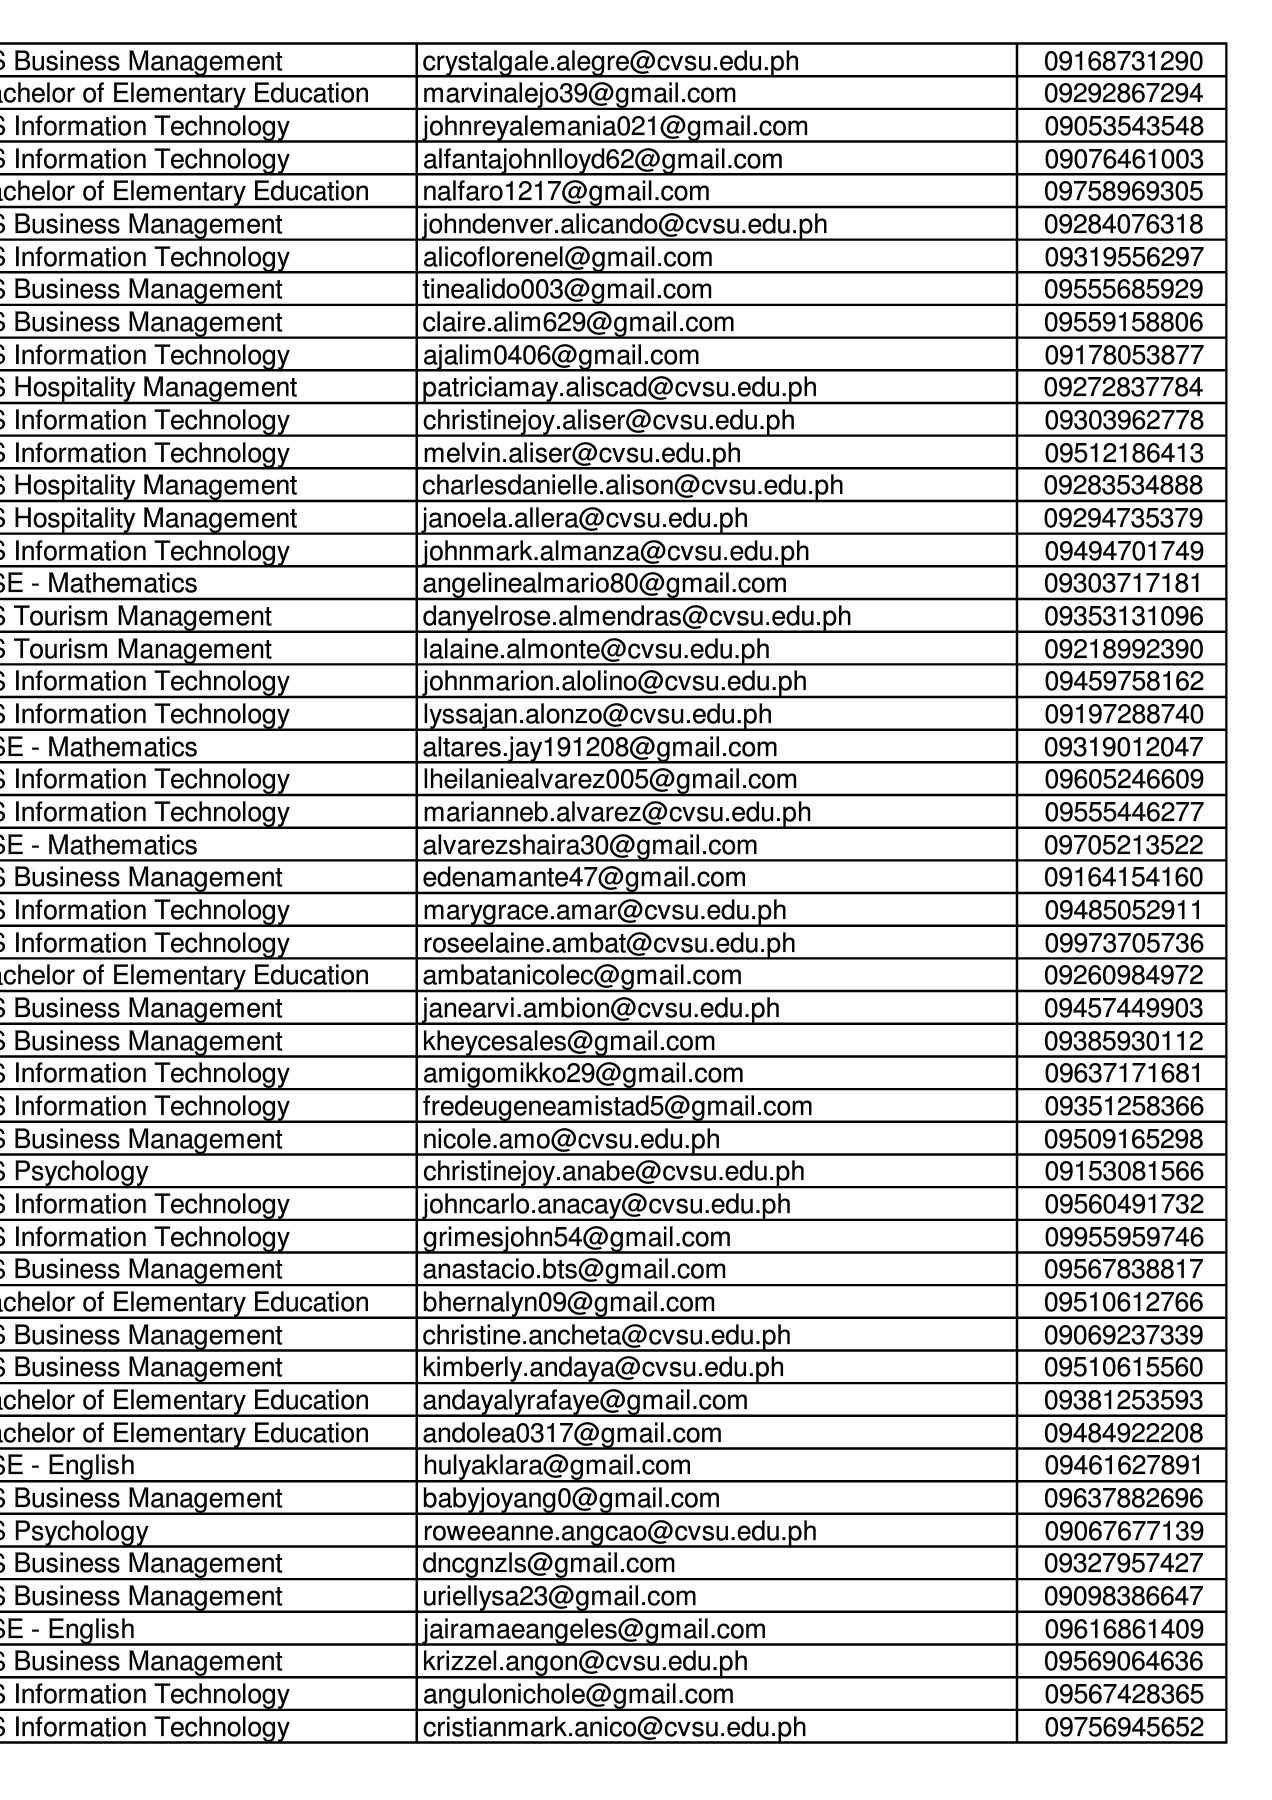 S Business Management crystalgale.alegre@cvsu.edu.ph 09168731290
achelor of Elementary Education marvinalejo39@gmail.com 09292867294
S Information Technology johnreyalemania021@gmail.com 09053543548
S Information Technology alfantajohnlloyd62@gmail.com 09076461003
achelor of Elementary Education nalfaro1217@gmail.com 09758969305
S Business Management johndenver.alicando@cvsu.edu.ph 09284076318
S Information Technology alicoflorenel@gmail.com 09319556297
S Business Management tinealido003@gmail.com 09555685929
S Business Management claire.alim629@gmail.com 09559158806
S Information Technology ajalim0406@gmail.com 09178053877
S Hospitality Management patriciamay.aliscad@cvsu.edu.ph 09272837784
S Information Technology christinejoy.aliser@cvsu.edu.ph 09303962778
S Information Technology melvin.aliser@cvsu.edu.ph 09512186413
S Hospitality Management charlesdanielle.alison@cvsu.edu.ph 09283534888
S Hospitality Management janoela.allera@cvsu.edu.ph 09294735379
S Information Technology johnmark.almanza@cvsu.edu.ph 09494701749
SE - Mathematics angelinealmario80@gmail.com 09303717181
S Tourism Management danyelrose.almendras@cvsu.edu.ph 09353131096
S Tourism Management lalaine.almonte@cvsu.edu.ph 09218992390
S Information Technology johnmarion.alolino@cvsu.edu.ph 09459758162
S Information Technology lyssajan.alonzo@cvsu.edu.ph 09197288740
SE - Mathematics altares.jay191208@gmail.com 09319012047
S Information Technology lheilaniealvarez005@gmail.com 09605246609
S Information Technology marianneb.alvarez@cvsu.edu.ph 09555446277
SE - Mathematics alvarezshaira30@gmail.com 09705213522
S Business Management edenamante47@gmail.com 09164154160
S Information Technology marygrace.amar@cvsu.edu.ph 09485052911
S Information Technology roseelaine.ambat@cvsu.edu.ph 09973705736
achelor of Elementary Education ambatanicolec@gmail.com 09260984972
S Business Management janearvi.ambion@cvsu.edu.ph 09457449903
S Business Management kheycesales@gmail.com 09385930112
S Information Technology amigomikko29@gmail.com 09637171681
S Information Technology fredeugeneamistad5@gmail.com 09351258366
S Business Management nicole.amo@cvsu.edu.ph 09509165298
S Psychology christinejoy.anabe@cvsu.edu.ph 09153081566
S Information Technology johncarlo.anacay@cvsu.edu.ph 09560491732
S Information Technology grimesjohn54@gmail.com 09955959746
S Business Management anastacio.bts@gmail.com 09567838817
achelor of Elementary Education bhernalyn09@gmail.com 09510612766
S Business Management christine.ancheta@cvsu.edu.ph 09069237339
S Business Management kimberly.andaya@cvsu.edu.ph 09510615560
achelor of Elementary Education andayalyrafaye@gmail.com 09381253593
achelor of Elementary Education andolea0317@gmail.com 09484922208
SE - English hulyaklara@gmail.com 09461627891
S Business Management babyjoyang0@gmail.com 09637882696
S Psychology roweeanne.angcao@cvsu.edu.ph 09067677139
S Business Management dncgnzls@gmail.com 09327957427
S Business Management uriellysa23@gmail.com 09098386647
SE - English jairamaeangeles@gmail.com 09616861409
S Business Management krizzel.angon@cvsu.edu.ph 09569064636
S Information Technology angulonichole@gmail.com 09567428365
S Information Technology cristianmark.anico@cvsu.edu.ph 09756945652